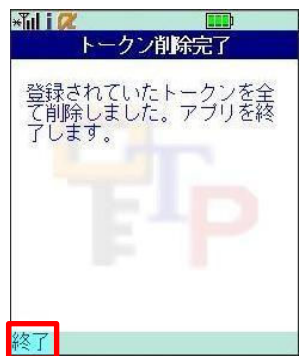 トークン削除完了
登録されていたトークンを全
て削除しました。アプリを終
了します。
OTP
終了